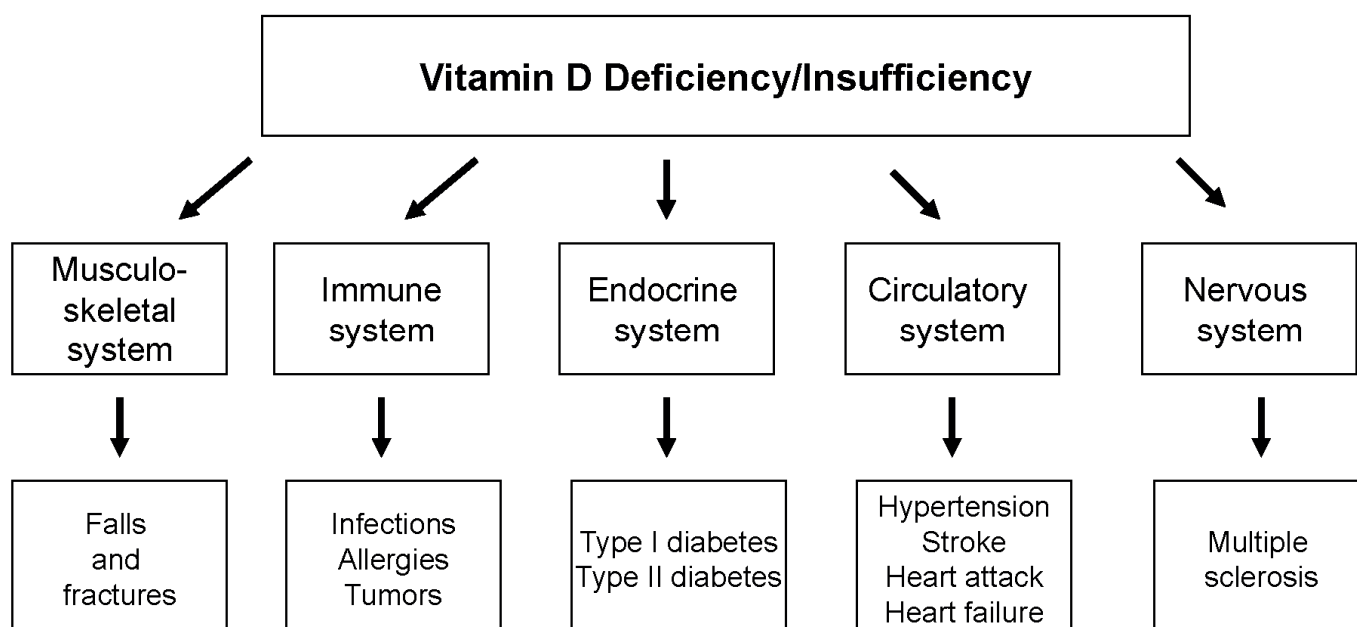 Vitamin D Deficiency/Insufficiency
Musculo-
skeletal
system
Immune
system
Endocrine
system
Circulatory
system
Nervous
system
Falls
and
fractures
Infections
Allergies
Tumors
Type I diabetes
Type II diabetes
Hypertension
Stroke
Heart attack
Heart failure
Multiple
sclerosis